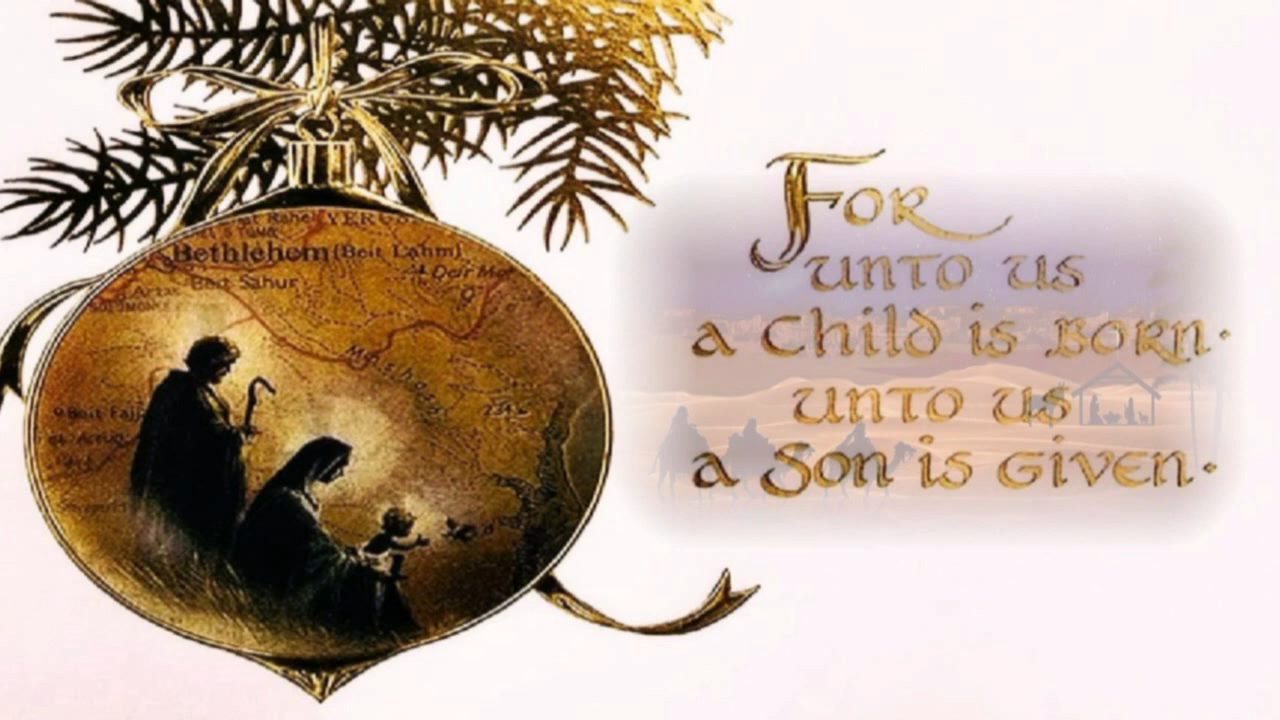 Bethlehem (Beit Lahm)
Beit Sahur
For
unto us
a Child is Born·
unto us
a Son is Given·